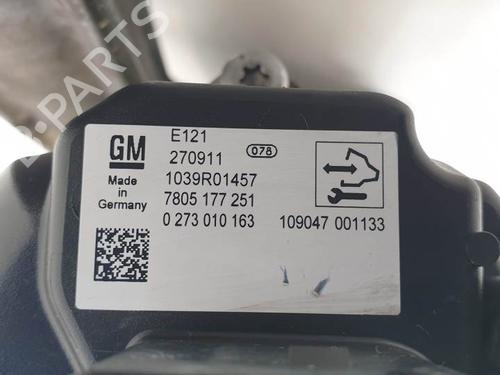 B-PARTS
GM
E121
270911 078
Made in Germany
1039R01457
7805 177 251
0 273 010 163
109047 001133